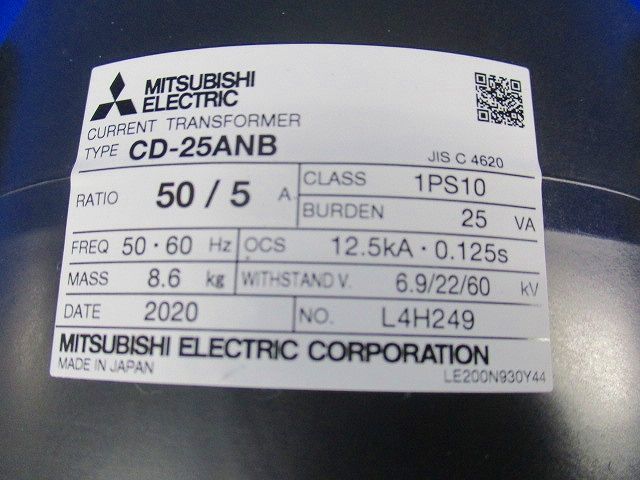 MITSUBISHI
ELECTRIC
CURRENT TRANSFORMER
TYPE CD-25ANB JIS C 4620
RATIO 50 / 5 A CLASS 1PS10
BURDEN 25 VA
FREQ 50・60 Hz OCS 12.5kA・0.125s
MASS 8.6 kg WITHSTAND V. 6.9/22/60 kV
DATE 2020 NO. L4H249
MITSUBISHI ELECTRIC CORPORATION
MADE IN JAPAN LE200N930Y44